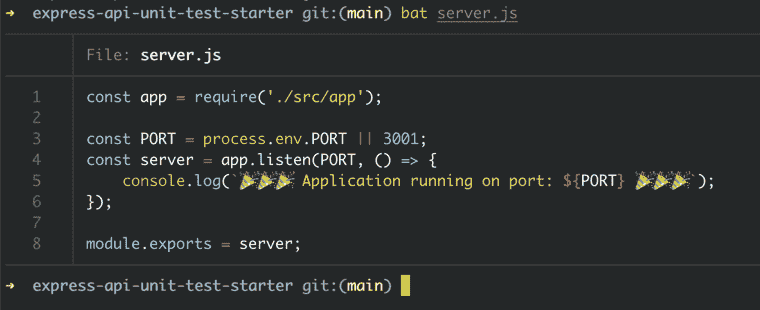 ➜ express-api-unit-test-starter git:(main) bat server.js
File: server.js
1 const app = require('./src/app');
2
3 const PORT = process.env.PORT || 3001;
4 const server = app.listen(PORT, () => {
5     console.log(`🎉🎉🎉 Application running on port: ${PORT} 🎉🎉🎉`);
6 });
7
8 module.exports = server;
➜ express-api-unit-test-starter git:(main)